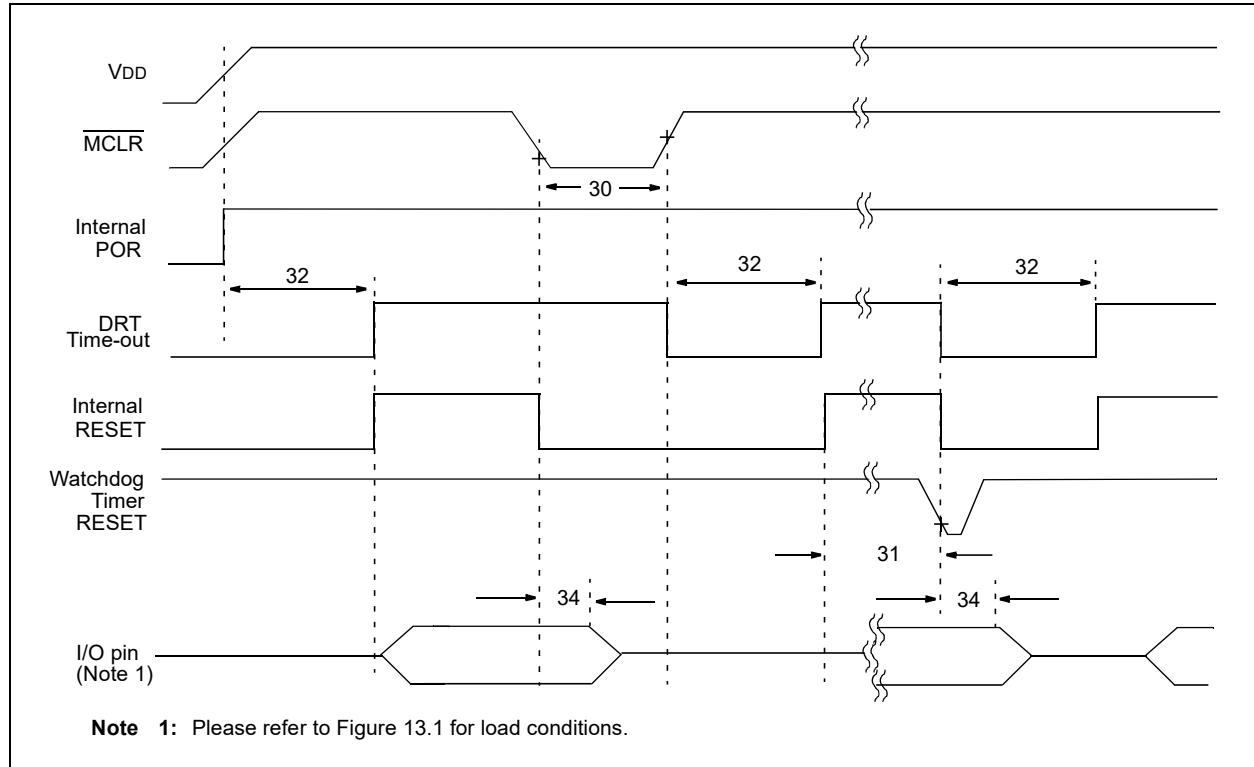 VDD
MCLR
30
Internal
POR
32
32
32
DRT
Time-out
Internal
RESET
Watchdog
Timer
RESET
31
34
34
I/O pin
(Note 1)
Note 1: Please refer to Figure 13.1 for load conditions.